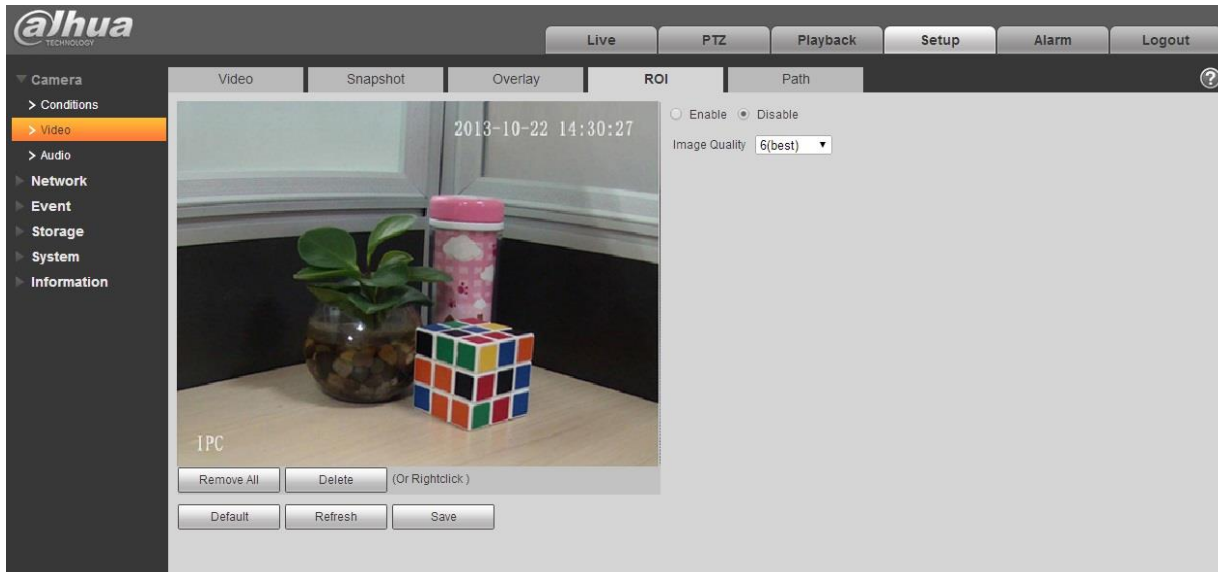 alhua
TECHNOLOGY
Live PTZ Playback Setup Alarm Logout
Camera
> Conditions
> Video
> Audio
Network
Event
Storage
System
Information
Video Snapshot Overlay ROI Path
?
2013-10-22 14:30:27
IPC
Enable Disable
Image Quality 6(best)
Remove All Delete (Or Rightclick )
Default Refresh Save